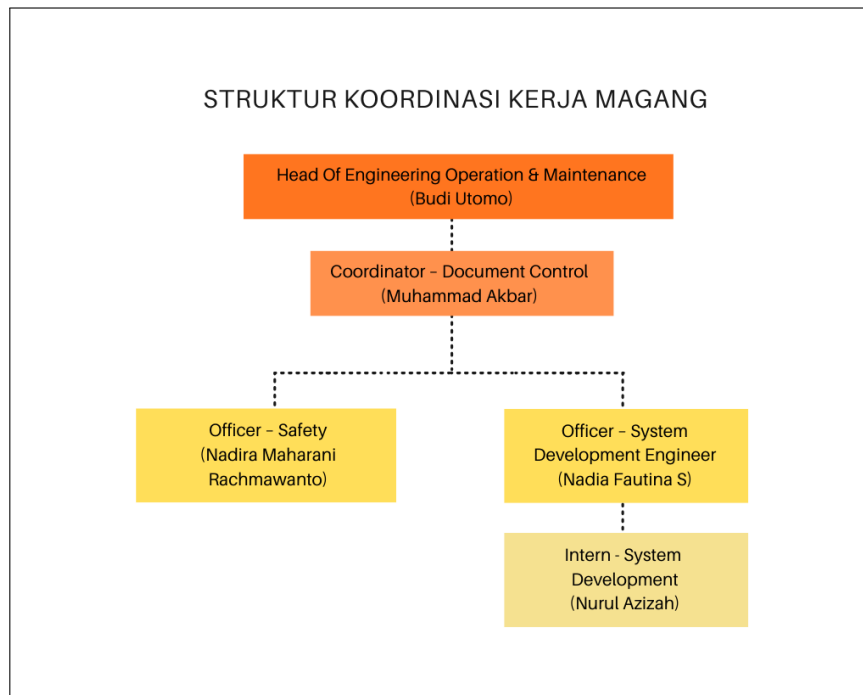 STRUKTUR KOORDINASI KERJA MAGANG
Head Of Engineering Operation & Maintenance
(Budi Utomo)
Coordinator – Document Control
(Muhammad Akbar)
Officer – Safety
(Nadira Maharani
Rachmawanto)
Officer – System
Development Engineer
(Nadia Fautina S)
Intern - System
Development
(Nurul Azizah)